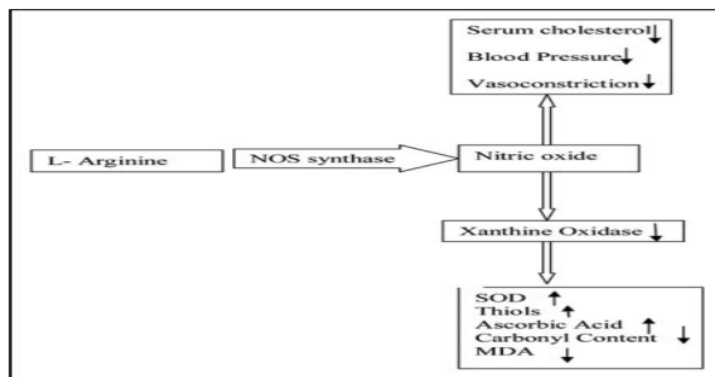 Serum cholesterol ↓
Blood Pressure ↓
Vasoconstriction ↓
L- Arginine
NOS synthase
Nitric oxide
Xanthine Oxidase ↓
SOD ↑
Thiols ↑
Ascorbic Acid ↑
Carbonyl Content ↓
MDA ↓